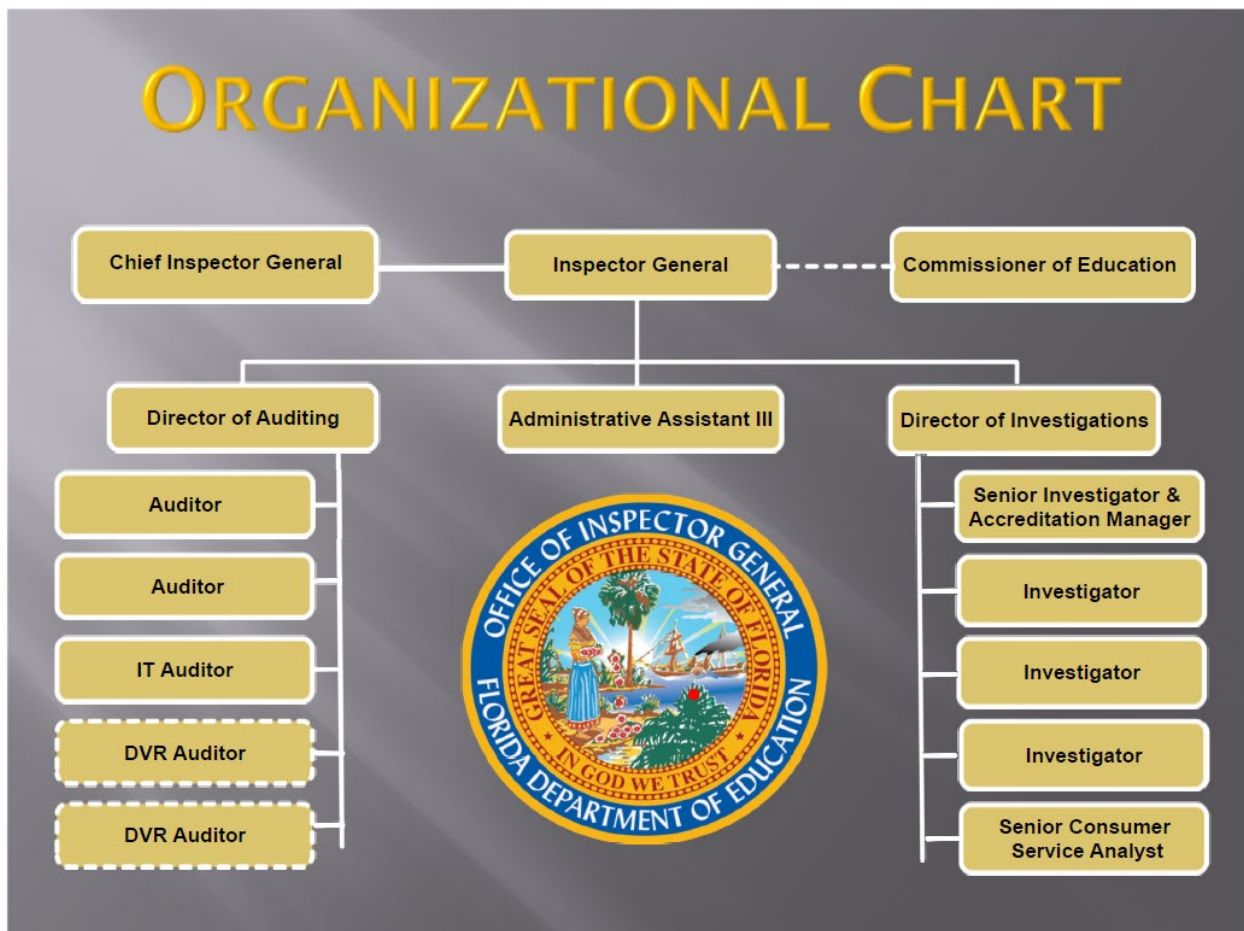 ORGANIZATIONAL CHART
Chief Inspector General
Inspector General
Commissioner of Education
Director of Auditing
Administrative Assistant III
Director of Investigations
Auditor
Auditor
IT Auditor
DVR Auditor
DVR Auditor
OFFICE OF INSPECTOR GENERAL
FLORIDA DEPARTMENT OF EDUCATION
GREAT SEAL OF THE STATE OF FLORIDA
IN GOD WE TRUST
Senior Investigator &
Accreditation Manager
Investigator
Investigator
Investigator
Senior Consumer
Service Analyst